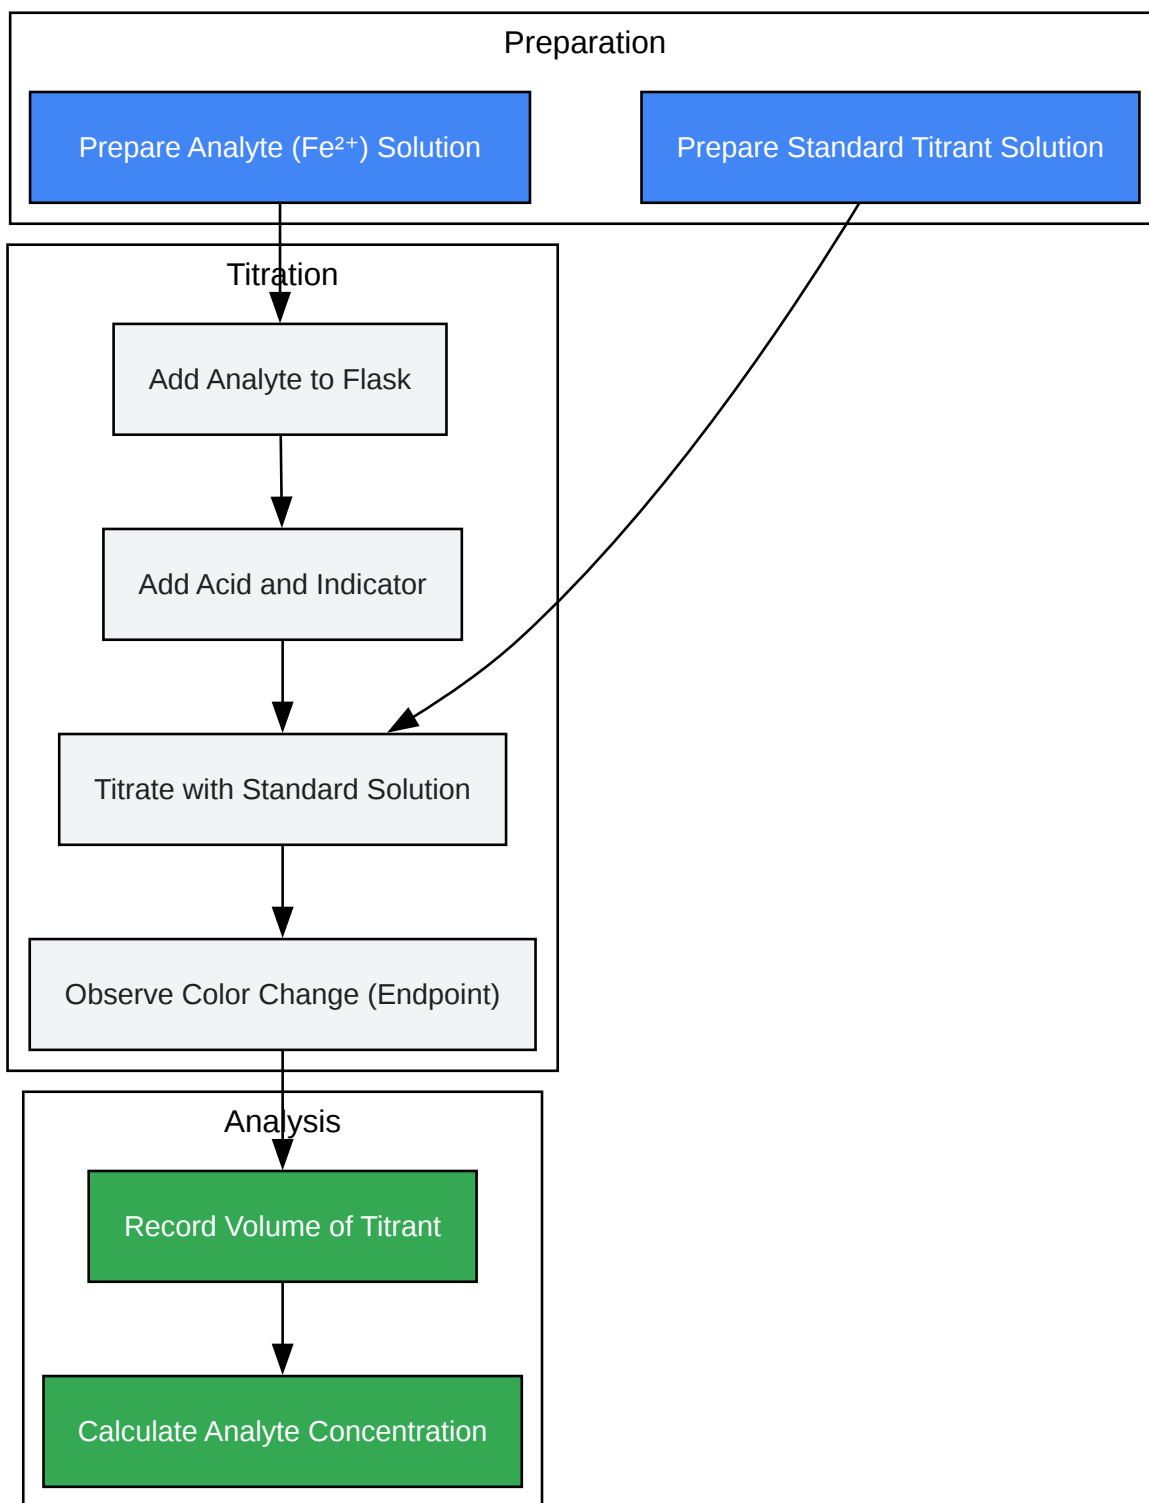 Preparation
Prepare Analyte (Fe²⁺) Solution
Prepare Standard Titrant Solution
Titration
Add Analyte to Flask
Add Acid and Indicator
Titrate with Standard Solution
Observe Color Change (Endpoint)
Analysis
Record Volume of Titrant
Calculate Analyte Concentration